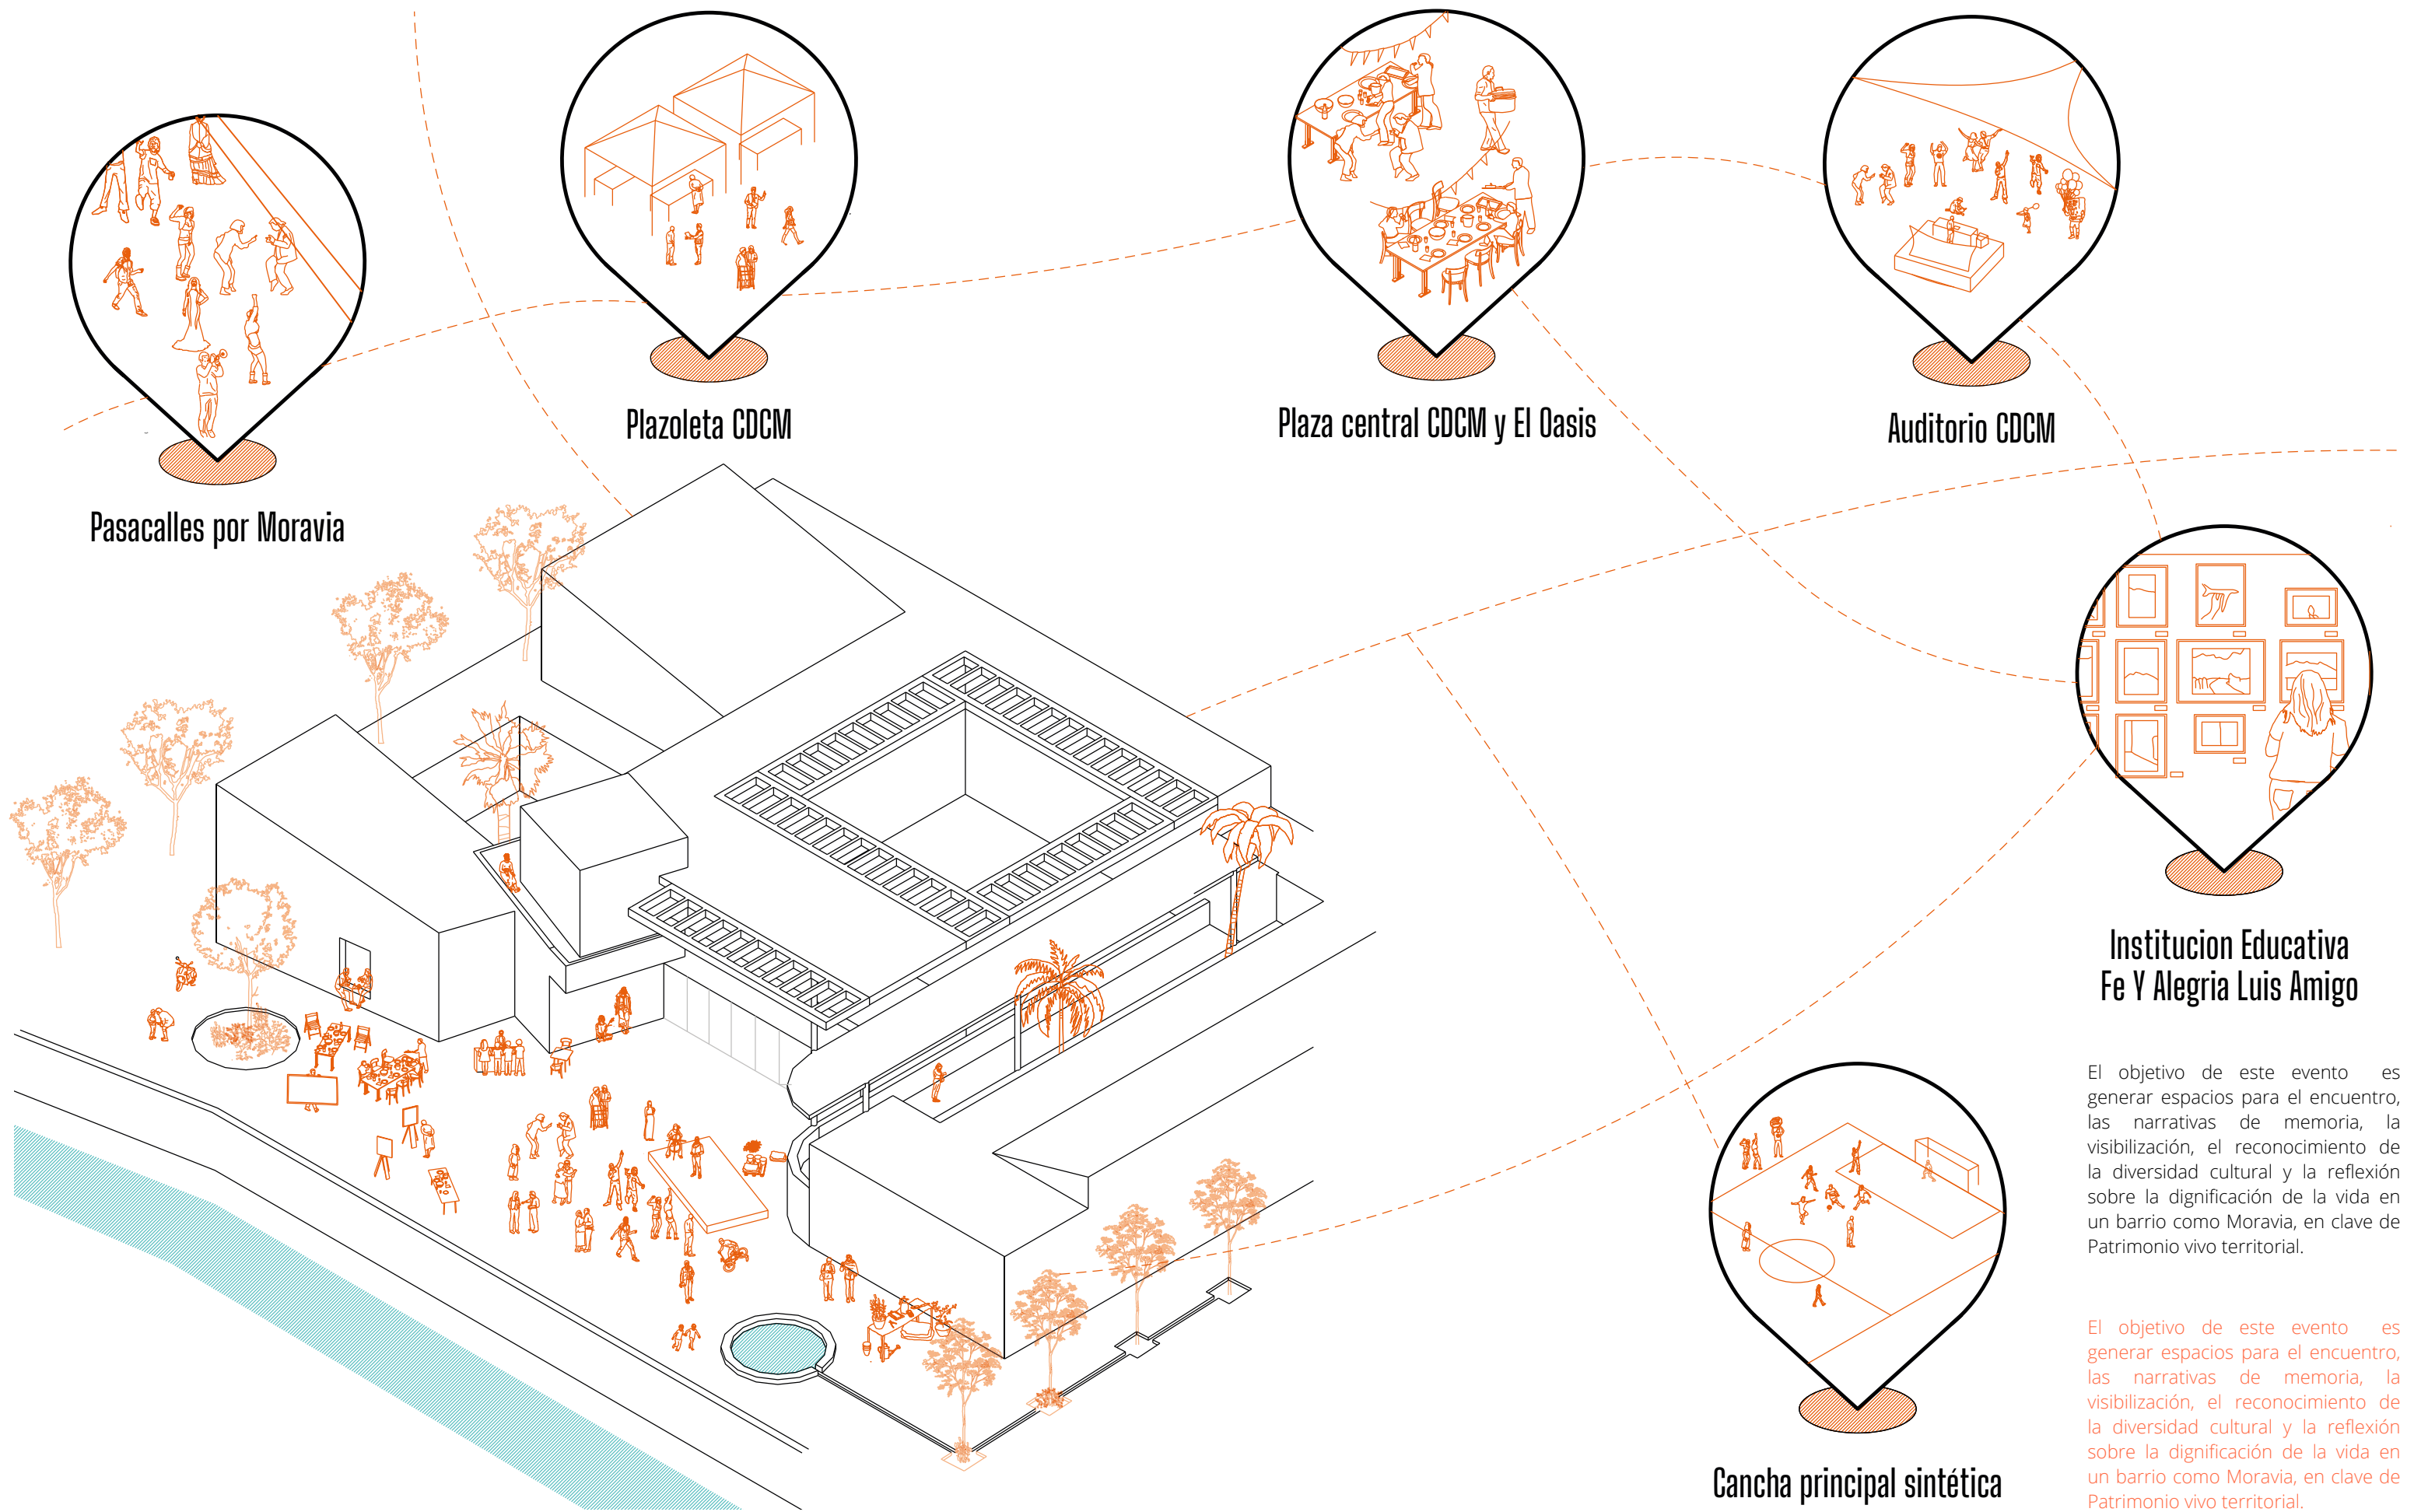 Plazoleta CDCM
Plaza central CDCM y El Oasis
Auditorio CDCM
Pasacalles por Moravia
Institucion Educativa
Fe Y Alegria Luis Amigo
El objetivo de este evento es
generar espacios para el encuentro,
las narrativas de memoria, la
visibilización, el reconocimiento de
la diversidad cultural y la reflexión
sobre la dignificación de la vida en
un barrio como Moravia, en clave de
Patrimonio vivo territorial.
El objetivo de este evento es
generar espacios para el encuentro,
las narrativas de memoria, la
visibilización, el reconocimiento de
la diversidad cultural y la reflexión
sobre la dignificación de la vida en
un barrio como Moravia, en clave de
Patrimonio vivo territorial.
Cancha principal sintética